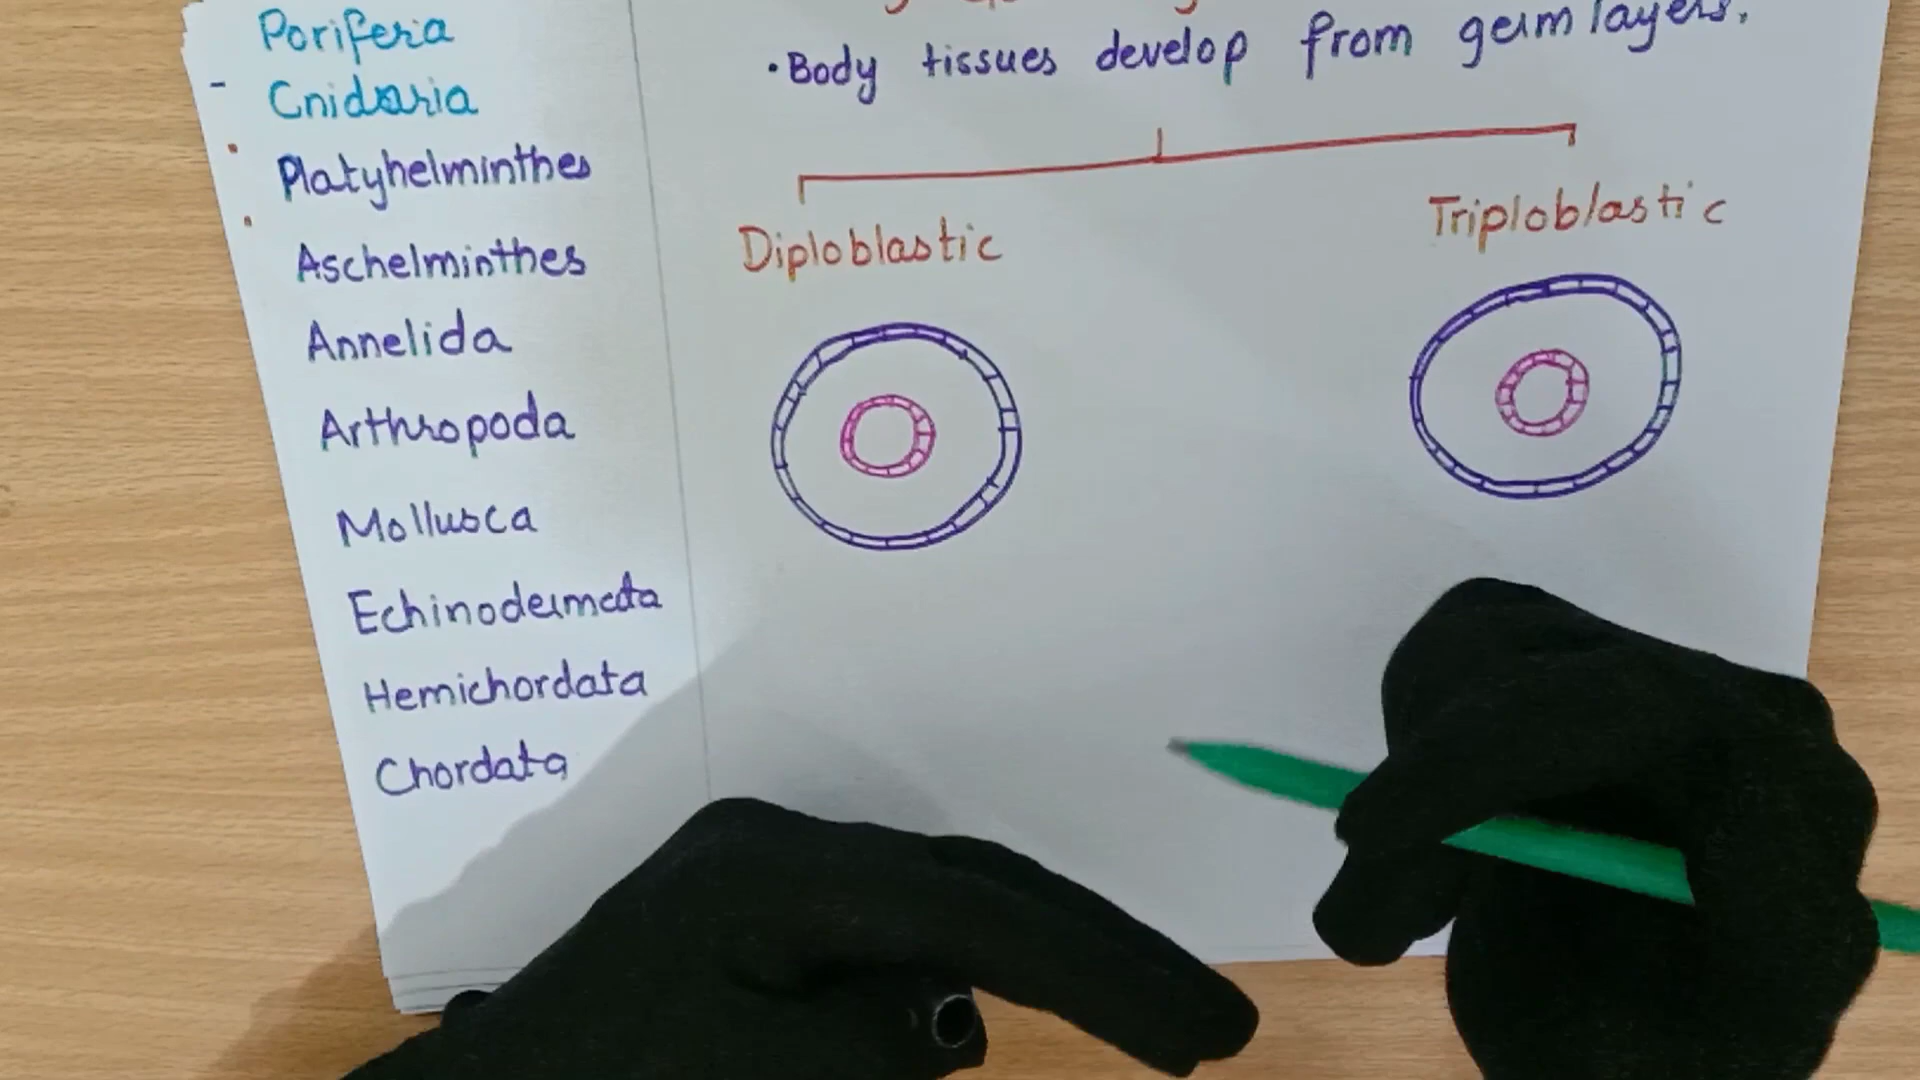 Porifera
Cnidaria
Platyhelminthes
Aschelminthes
Annelida
Arthropoda
Mollusca
Echinodermata
Hemichordata
Chordata
• Body tissues develop from germ layers.
Diploblastic
Triploblastic